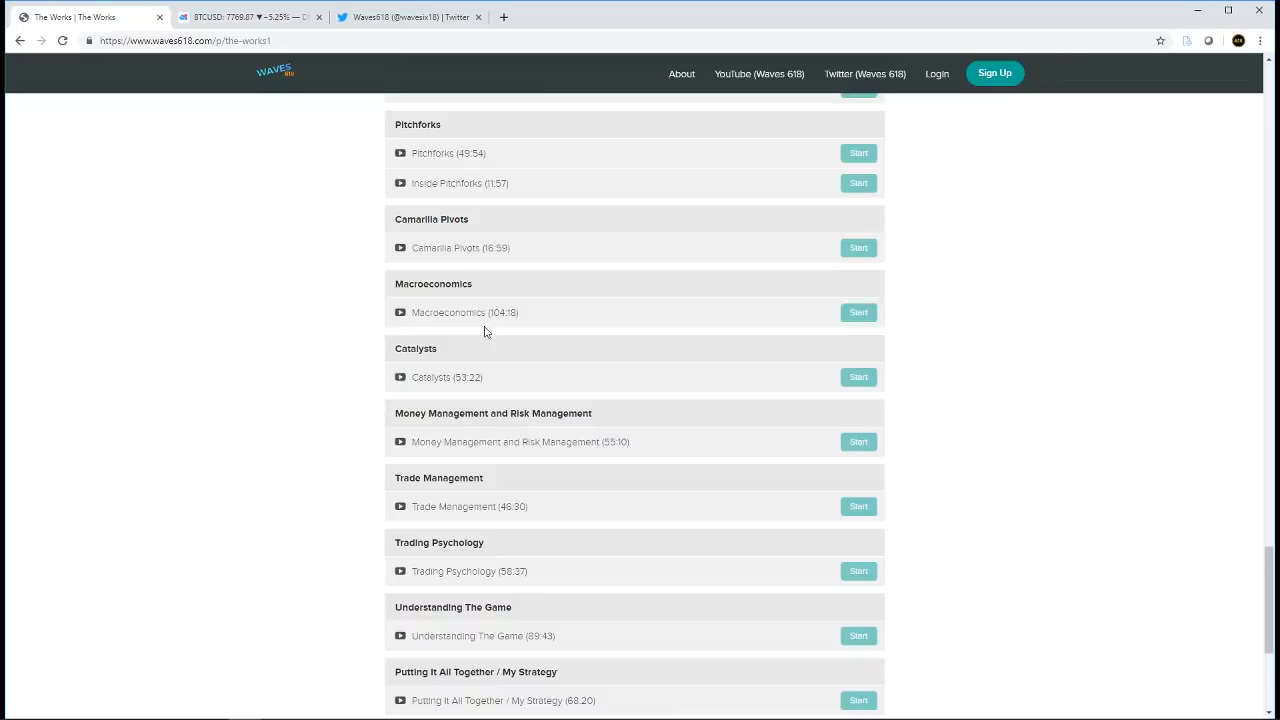 The Works | The Works
BTCUSD: 7769.87 ▼−5.25% — D
Waves618 (@wavesix18) | Twitter
https://www.waves618.com/p/the-works1
WAVES .618
About
YouTube (Waves 618)
Twitter (Waves 618)
Login
Sign Up
Pitchforks
Pitchforks (49:54)
Start
Inside Pitchforks (11:57)
Start
Camarilla Pivots
Camarilla Pivots (16:59)
Start
Macroeconomics
Macroeconomics (104:18)
Start
Catalysts
Catalysts (53:22)
Start
Money Management and Risk Management
Money Management and Risk Management (55:10)
Start
Trade Management
Trade Management (46:30)
Start
Trading Psychology
Trading Psychology (58:37)
Start
Understanding The Game
Understanding The Game (89:43)
Start
Putting It All Together / My Strategy
Putting It All Together / My Strategy (68:20)
Start